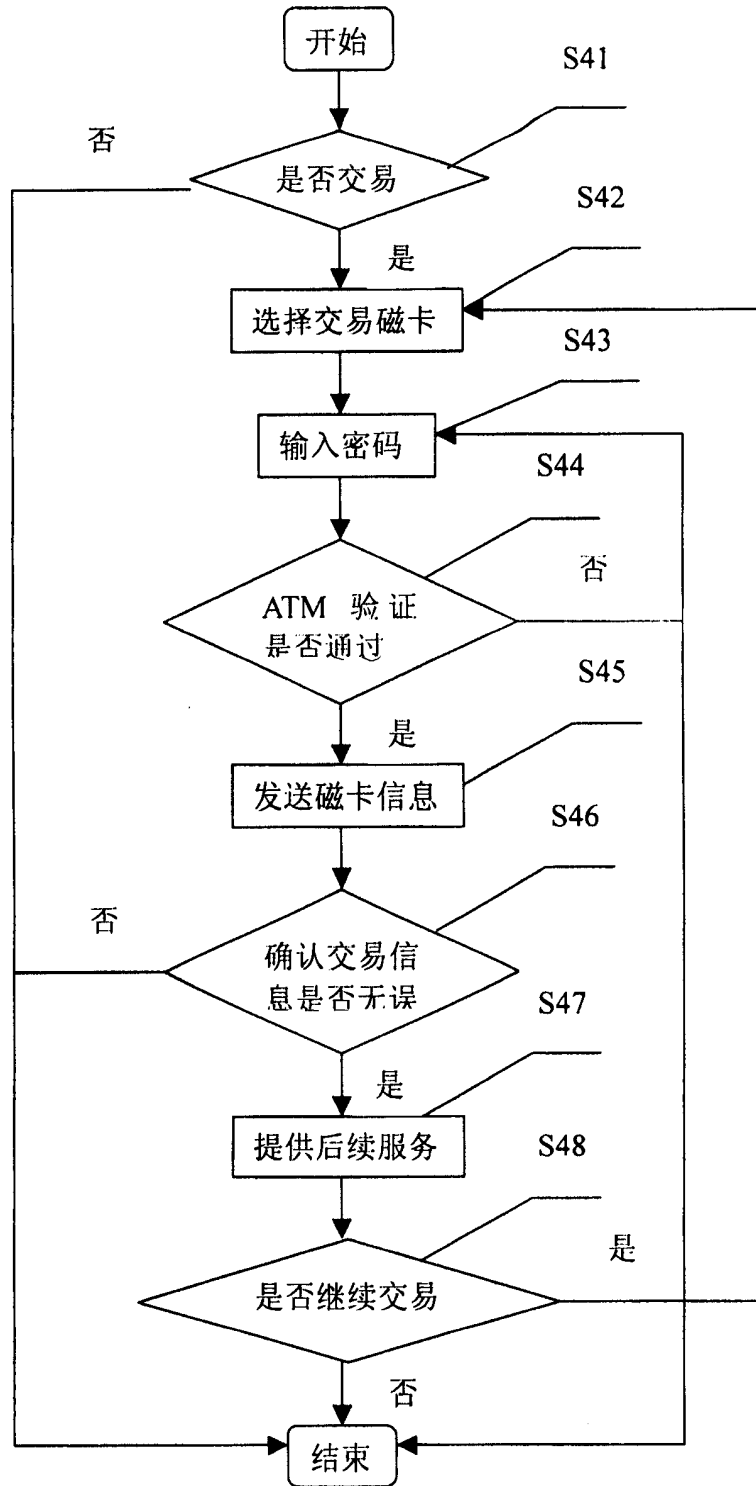 开始
S41
否
是否交易
S42
是
选择交易磁卡
S43
输入密码
S44
否
ATM 验证
是否通过
S45
是
发送磁卡信息
S46
否
确认交易信
息是否无误
S47
是
提供后续服务
S48
是
是否继续交易
否
结束